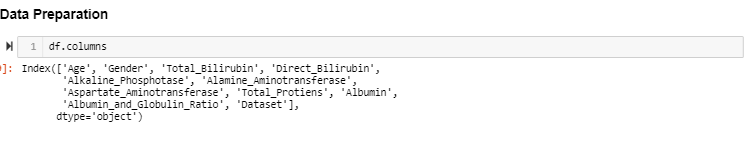 Data Preparation
1 df.columns
]: Index(['Age', 'Gender', 'Total_Bilirubin', 'Direct_Bilirubin',
'Alkaline_Phosphotase', 'Alamine_Aminotransferase',
'Aspartate_Aminotransferase', 'Total_Protiens', 'Albumin',
'Albumin_and_Globulin_Ratio', 'Dataset'],
dtype='object')